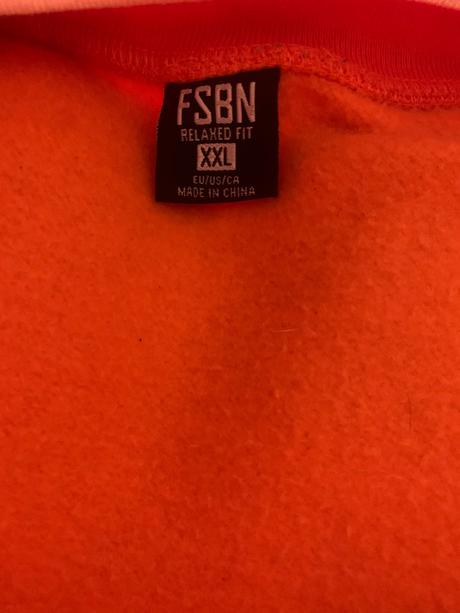 FSBN
RELAXED FIT
XXL
EU/US/CA
MADE IN CHINA